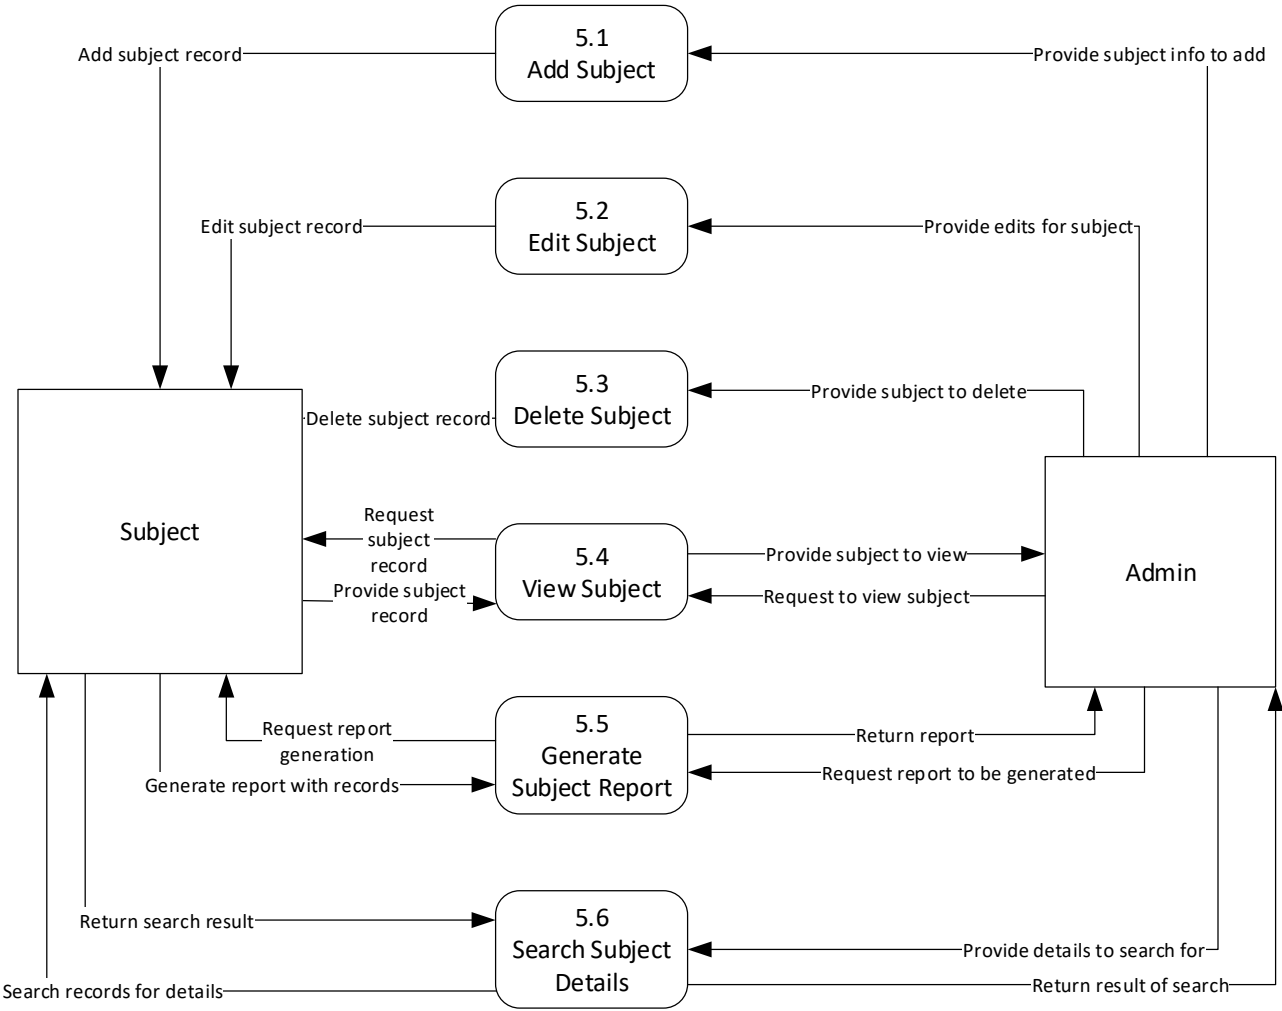 5.1
Add Subject
Add subject record
Provide subject info to add
5.2
Edit Subject
Edit subject record
Provide edits for subject
5.3
Delete Subject
Delete subject record
Provide subject to delete
Subject
Request
subject
record
Provide subject
record
5.4
View Subject
Provide subject to view
Request to view subject
Admin
Request report
generation
Generate report with records
5.5
Generate
Subject Report
Return report
Request report to be generated
Return search result
Search records for details
5.6
Search Subject
Details
Provide details to search for
Return result of search